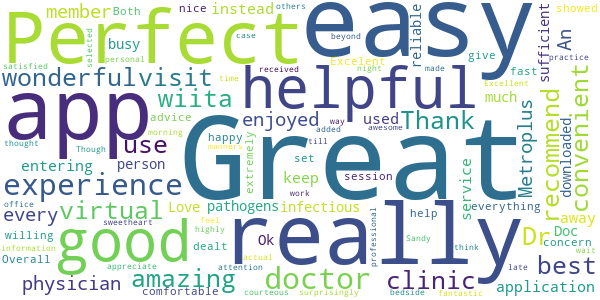 Perfect
easy
app
Great
really
good
helpful
experience
wonderful
visit
wiita
use
virtual
amazing
doctor
clinic
physician
enjoyed
Thank
recommend
convenient
Metroplus
Dr
best
application
member
Both
nice
instead
others
An
showed
beyond
personal
case
busy
reliable
sufficient
satisfied
selected
time
received
Excelent
night
made
give
fast
Excellent
practice
thought
Though
morning
advice
happy
added
till
way
awesome
used
much
downloaded
entering
person
manners
extremely
set
keep
session
service
office
work
every
Love
pathogens
infectious
help
everything
away
Doc
concern
wait
willing
sweetheart
feel
highly
Ok
dealt
professional
Sandy
think
late
Overall
information
appreciate
comfortable
attention
actual
courteous
surprisingly
bedside
fantastic